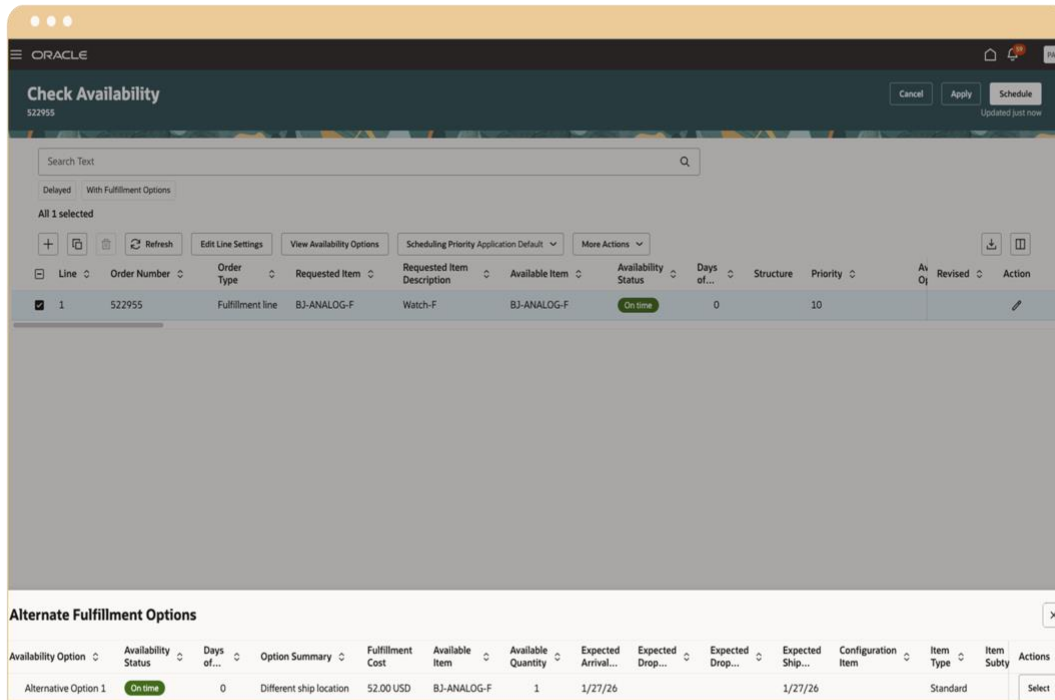 ORACLE
59
PA
Check Availability
522955
Cancel
Apply
Schedule
Updated just now
Search Text
Delayed
With Fulfillment Options
All 1 selected
Refresh
Edit Line Settings
View Availability Options
Scheduling Priority Application Default
More Actions
Line
Order Number
Order
Type
Requested Item
Requested Item
Description
Available Item
Availability
Status
Days
of...
Structure
Priority
Av
Op
Revised
Action
1
522955
Fulfillment line
BJ-ANALOG-F
Watch-F
BJ-ANALOG-F
On time
0
10
Alternate Fulfillment Options
Availability Option
Availability
Status
Days
of...
Option Summary
Fulfillment
Cost
Available
Item
Available
Quantity
Expected
Arrival...
Expected
Drop...
Expected
Drop...
Expected
Ship...
Configuration
Item
Item
Type
Item
Subty
Actions
Alternative Option 1
On time
0
Different ship location
52.00 USD
BJ-ANALOG-F
1
1/27/26
1/27/26
Standard
Select